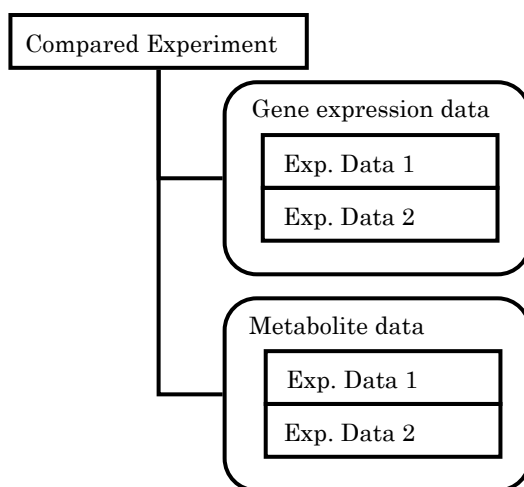 Compared Experiment
Gene expression data
Exp. Data 1
Exp. Data 2
Metabolite data
Exp. Data 1
Exp. Data 2